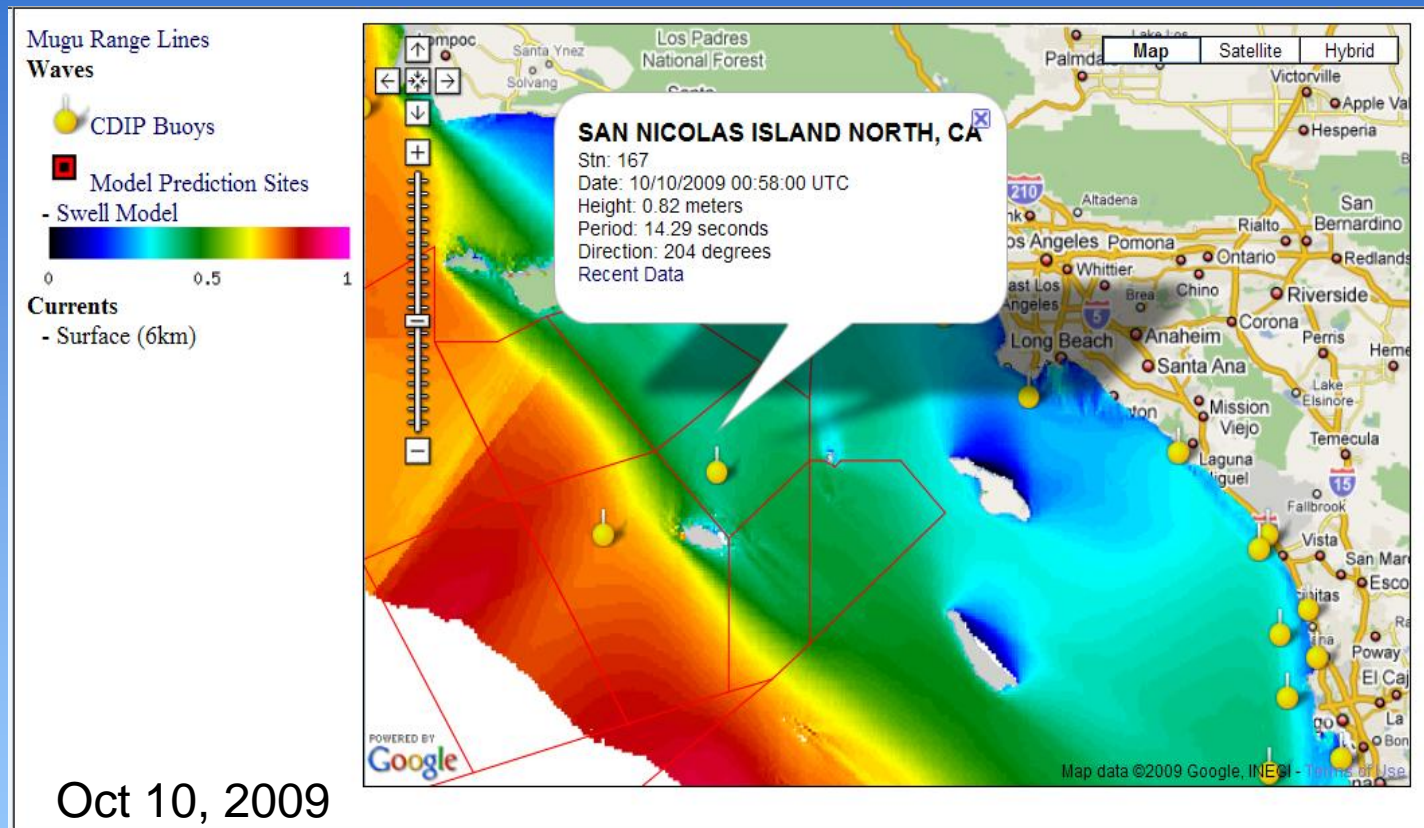 Mugu Range Lines
Waves
CDIP Buoys
Model Prediction Sites
- Swell Model
0 0.5 1
Currents
- Surface (6km)
Oct 10, 2009
Map Satellite Hybrid
SAN NICOLAS ISLAND NORTH, CA
Stn: 167
Date: 10/10/2009 00:58:00 UTC
Height: 0.82 meters
Period: 14.29 seconds
Direction: 204 degrees
Recent Data
Santa Ynez
Solvang
Los Padres
National Forest
Victorville
Hesperia
210
Altadena
San
Bernardino
Rialto
Pomona
Ontario
Redlands
Whittier
Brea
Chino
Riverside
5
Corona
Long Beach
Anaheim
Perris
Santa Ana
Lake
Elsinore
Mission
Viejo
Temecula
Laguna
15
Fallbrook
Vista
Poway
POWERED BY
Google
Map data ©2009 Google, INEGI - Terms of Use